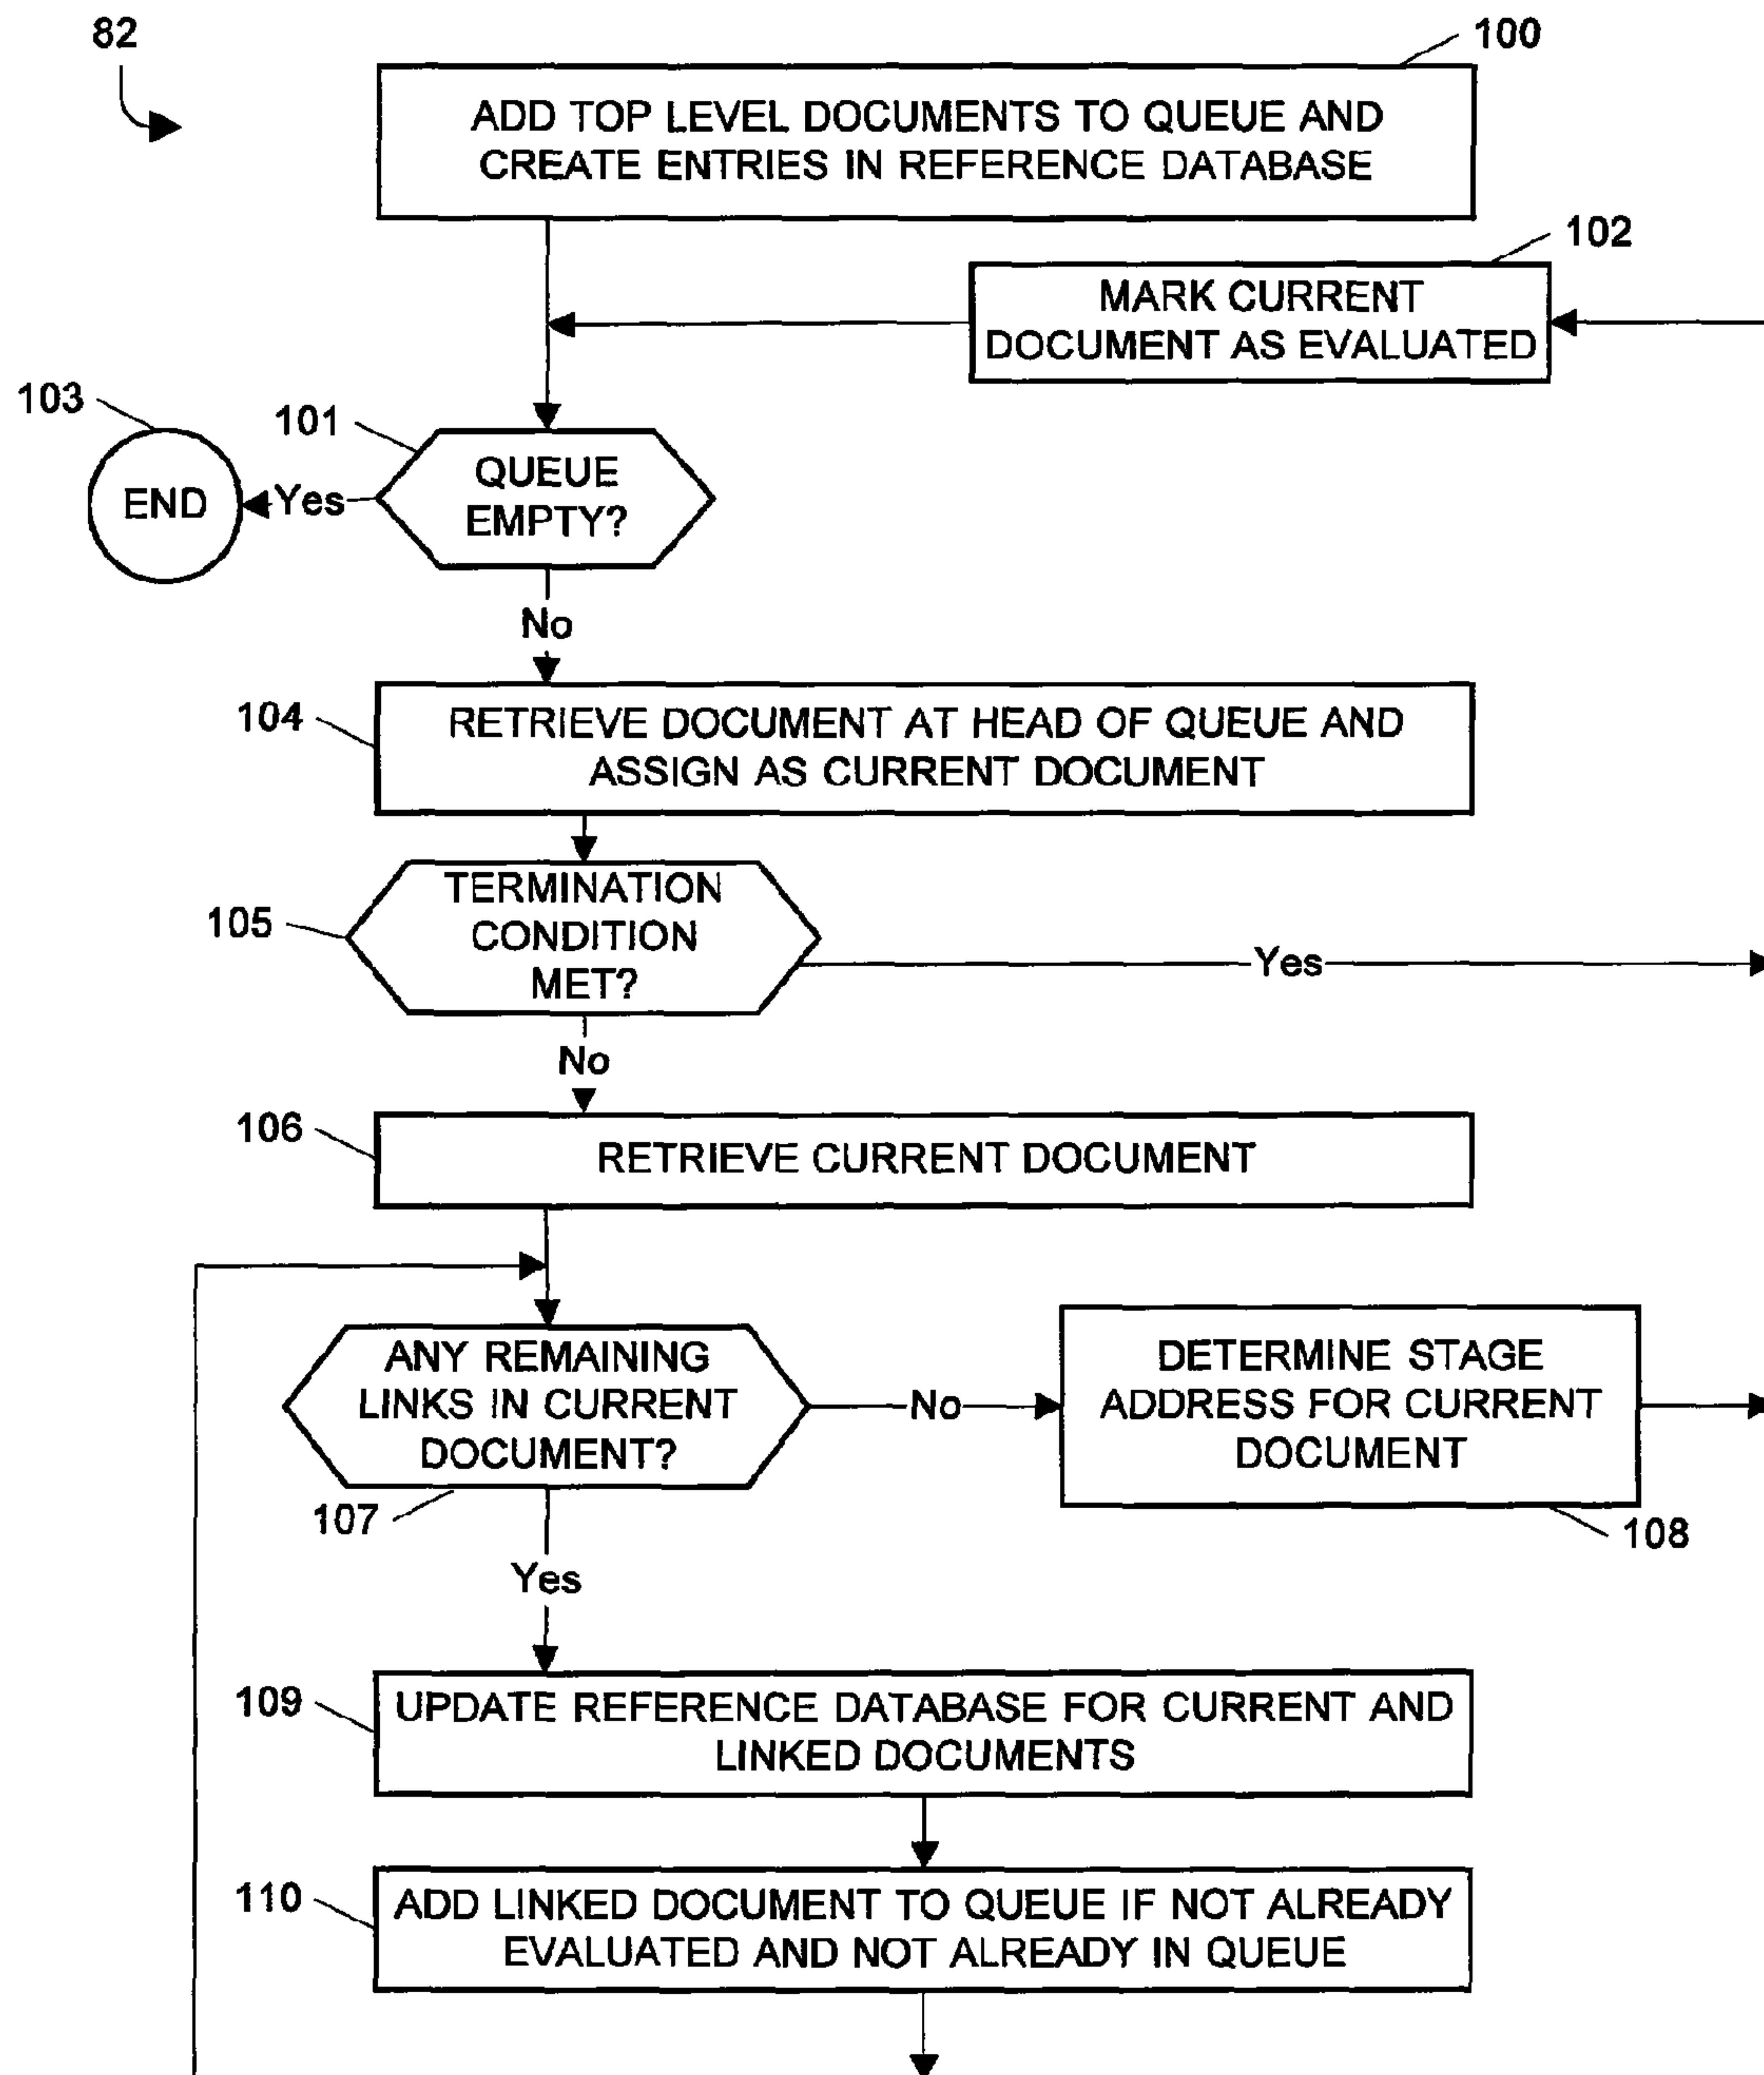 82
100
ADD TOP LEVEL DOCUMENTS TO QUEUE AND
CREATE ENTRIES IN REFERENCE DATABASE
102
MARK CURRENT
DOCUMENT AS EVALUATED
103
101
END
Yes
QUEUE
EMPTY?
No
104
RETRIEVE DOCUMENT AT HEAD OF QUEUE AND
ASSIGN AS CURRENT DOCUMENT
105
TERMINATION
CONDITION
MET?
Yes
No
106
RETRIEVE CURRENT DOCUMENT
ANY REMAINING
LINKS IN CURRENT
DOCUMENT?
107
No
DETERMINE STAGE
ADDRESS FOR CURRENT
DOCUMENT
108
Yes
109
UPDATE REFERENCE DATABASE FOR CURRENT AND
LINKED DOCUMENTS
110
ADD LINKED DOCUMENT TO QUEUE IF NOT ALREADY
EVALUATED AND NOT ALREADY IN QUEUE